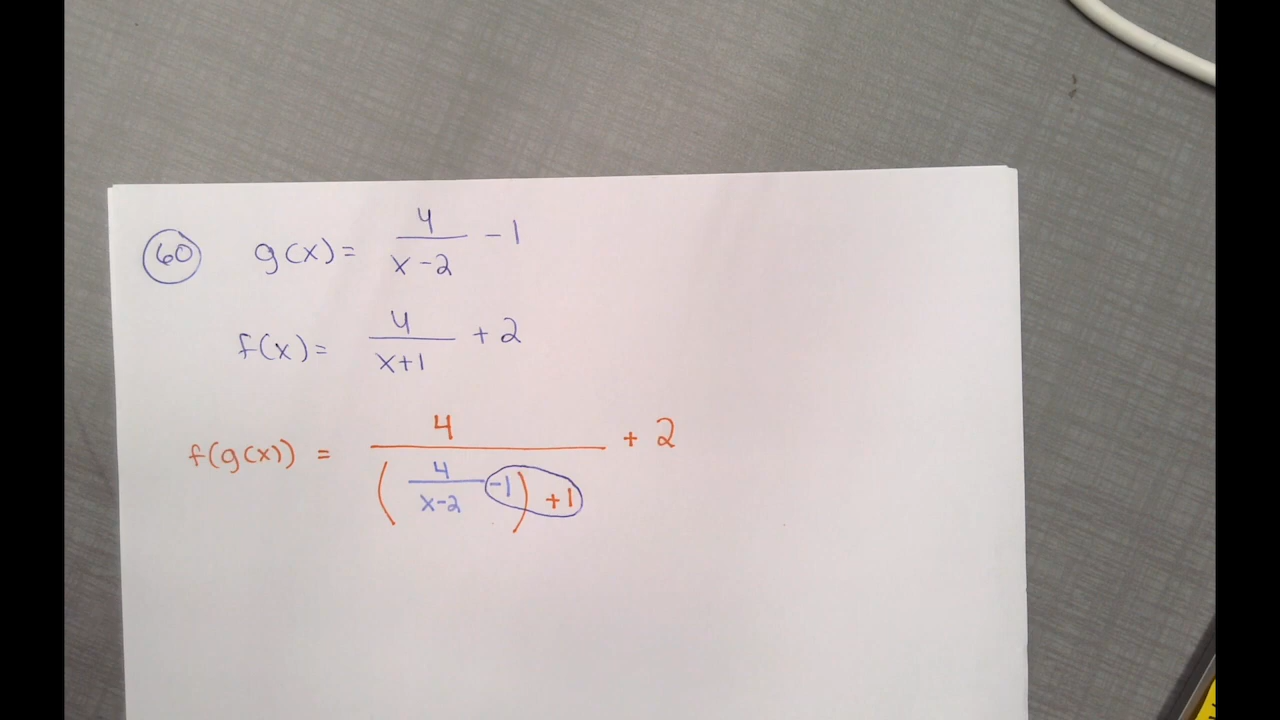 60 g(x) = 4/(x-2) -1
f(x) = 4/(x+1) + 2
f(g(x)) = 4/((4/(x-2) -1) +1) + 2